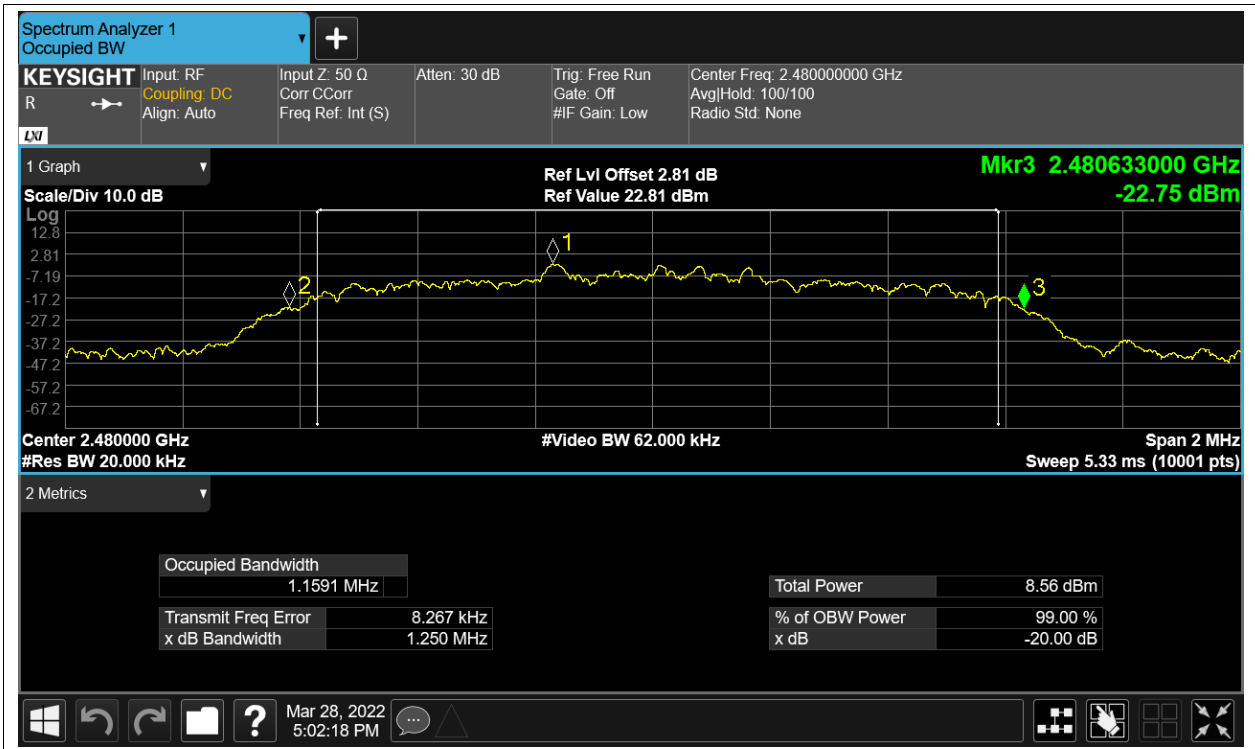 Spectrum Analyzer 1
Occupied BW
+
KEYSIGHT
R
LXI
Input: RF
Coupling: DC
Align: Auto
Input Z: 50 Ω
Corr CCorr
Freq Ref: Int (S)
Atten: 30 dB
Trig: Free Run
Gate: Off
#IF Gain: Low
Center Freq: 2.480000000 GHz
Avg|Hold: 100/100
Radio Std: None
1 Graph
Scale/Div 10.0 dB
Ref Lvl Offset 2.81 dB
Ref Value 22.81 dBm
Mkr3 2.480633000 GHz
-22.75 dBm
Log
12.8
2.81
-7.19
-17.2
-27.2
-37.2
-47.2
-57.2
-67.2
1
2
3
Center 2.480000 GHz
#Res BW 20.000 kHz
#Video BW 62.000 kHz
Span 2 MHz
Sweep 5.33 ms (10001 pts)
2 Metrics
Occupied Bandwidth
1.1591 MHz
Transmit Freq Error 8.267 kHz
x dB Bandwidth 1.250 MHz
Total Power 8.56 dBm
% of OBW Power 99.00 %
x dB -20.00 dB
?
Mar 28, 2022
5:02:18 PM